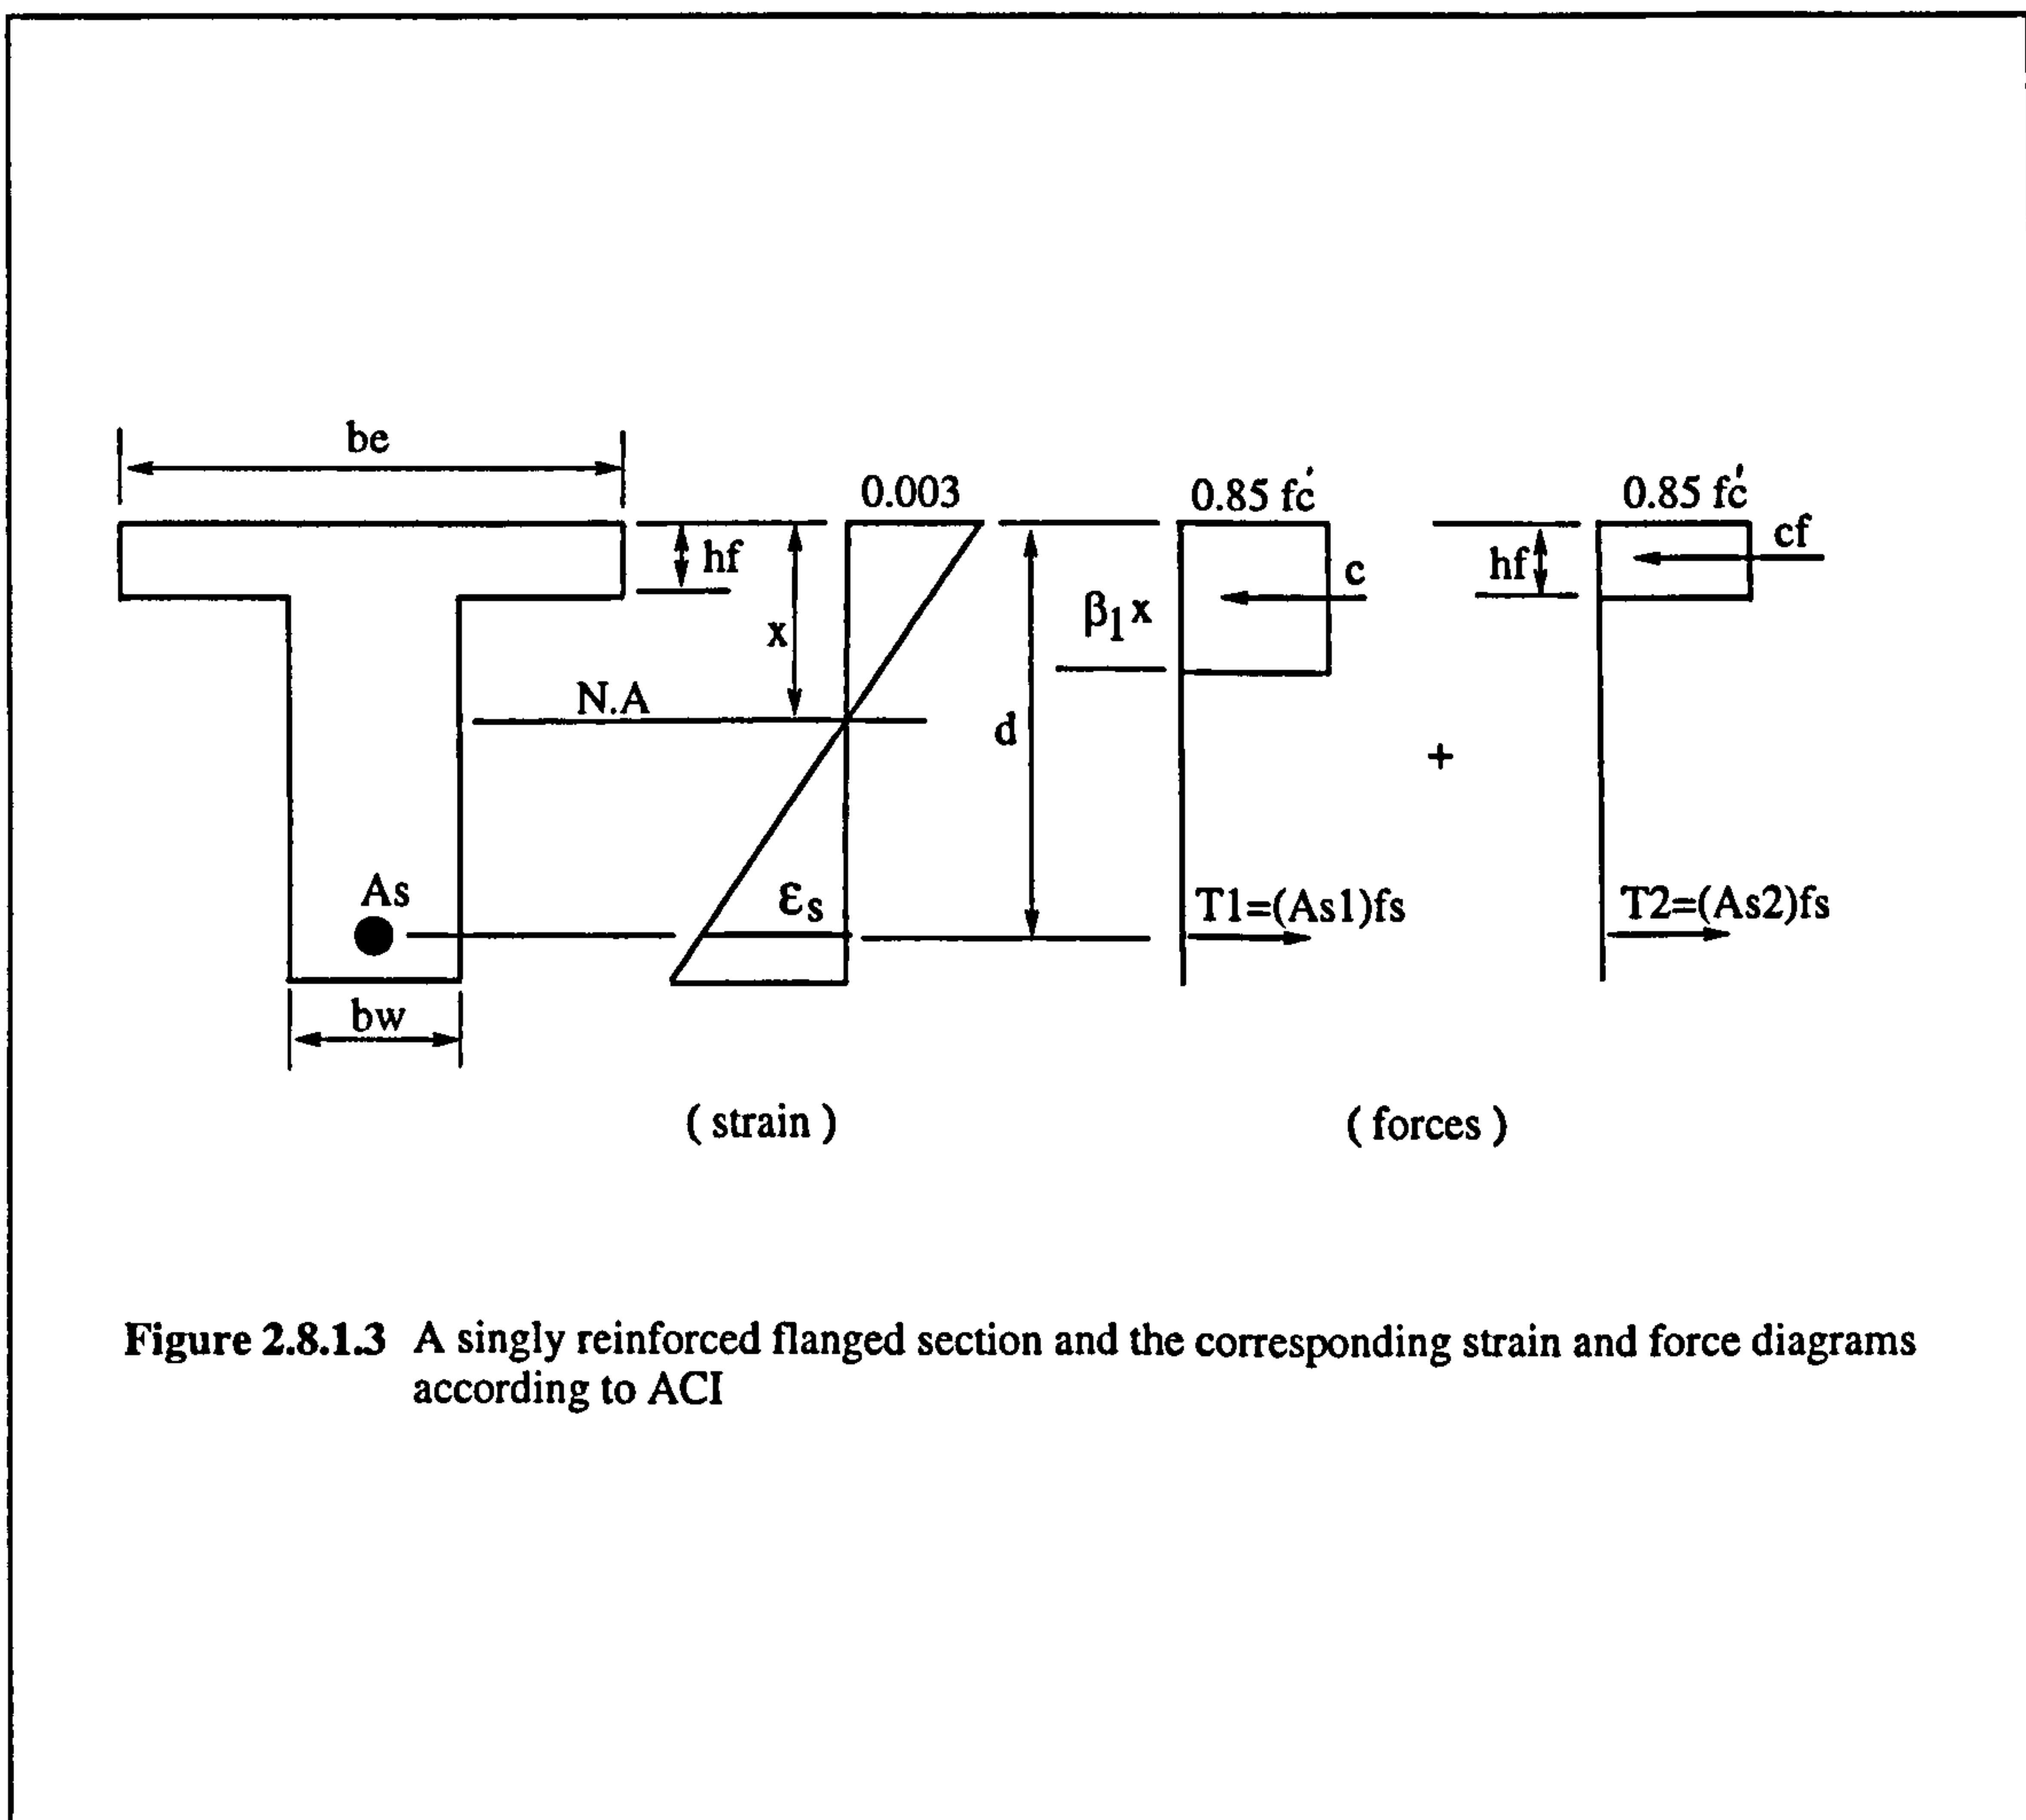 be
0.003
0.85 fć
0.85 fć
hf
x
β₁x
c
hf
cf
N.A
d
+
As
εs
T1=(As1)fs
T2=(As2)fs
bw
( strain )
( forces )
Figure 2.8.1.3 A singly reinforced flanged section and the corresponding strain and force diagrams
according to ACI